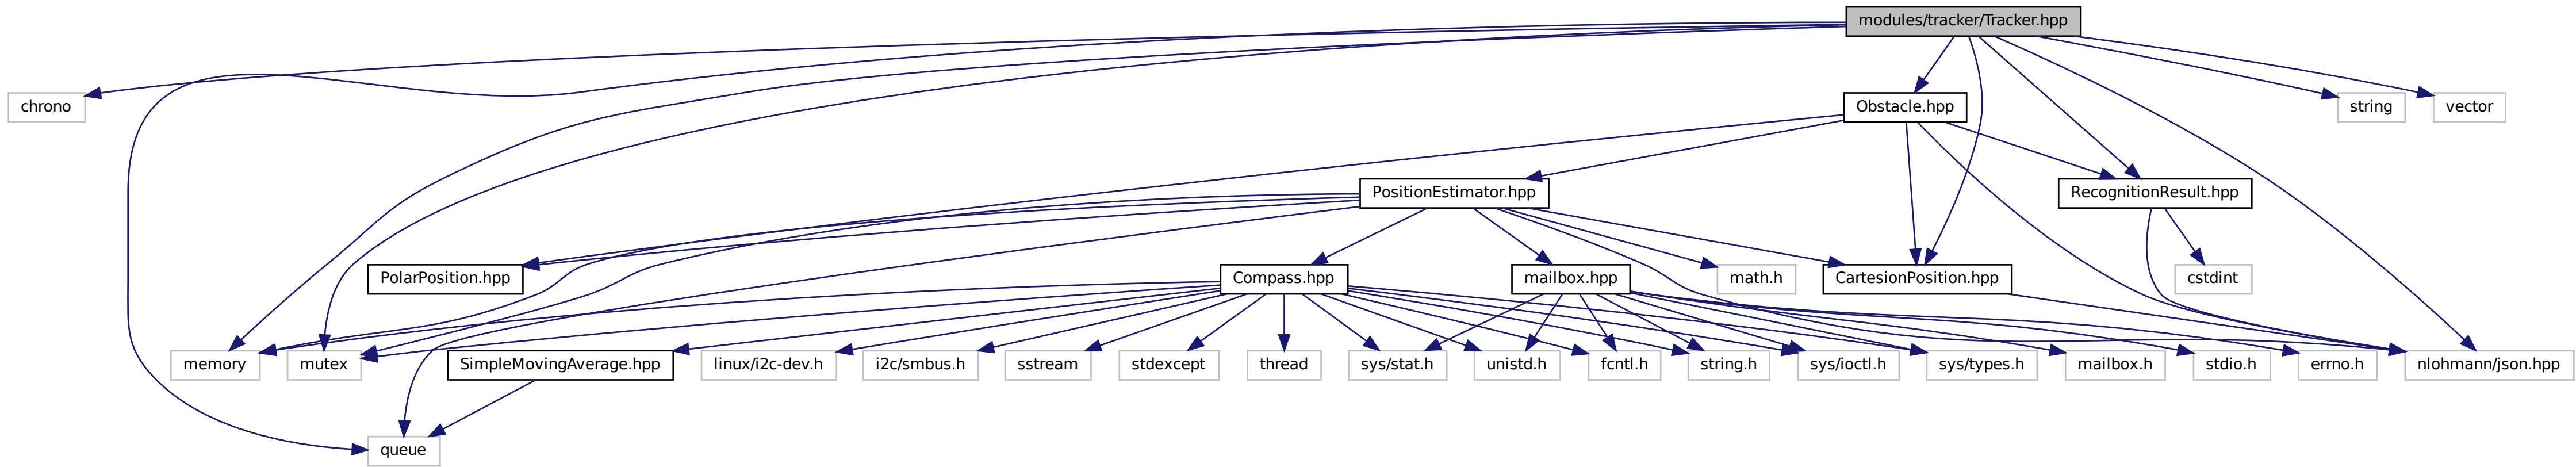 modules/tracker/Tracker.hpp
chrono
Obstacle.hpp
string
vector
PositionEstimator.hpp
RecognitionResult.hpp
PolarPosition.hpp
Compass.hpp
mailbox.hpp
math.h
CartesionPosition.hpp
cstdint
memory
mutex
SimpleMovingAverage.hpp
linux/i2c-dev.h
i2c/smbus.h
sstream
stdexcept
thread
sys/stat.h
unistd.h
fcntl.h
string.h
sys/ioctl.h
sys/types.h
mailbox.h
stdio.h
errno.h
nlohmann/json.hpp
queue